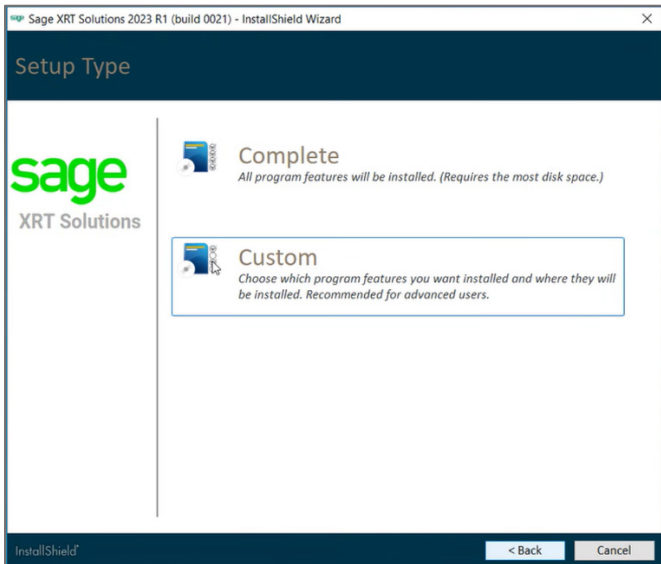 Sage XRT Solutions 2023 R1 (build 0021) - InstallShield Wizard
Setup Type
sage
XRT Solutions
Complete
All program features will be installed. (Requires the most disk space.)
Custom
Choose which program features you want installed and where they will
be installed. Recommended for advanced users.
InstallShield
< Back
Cancel